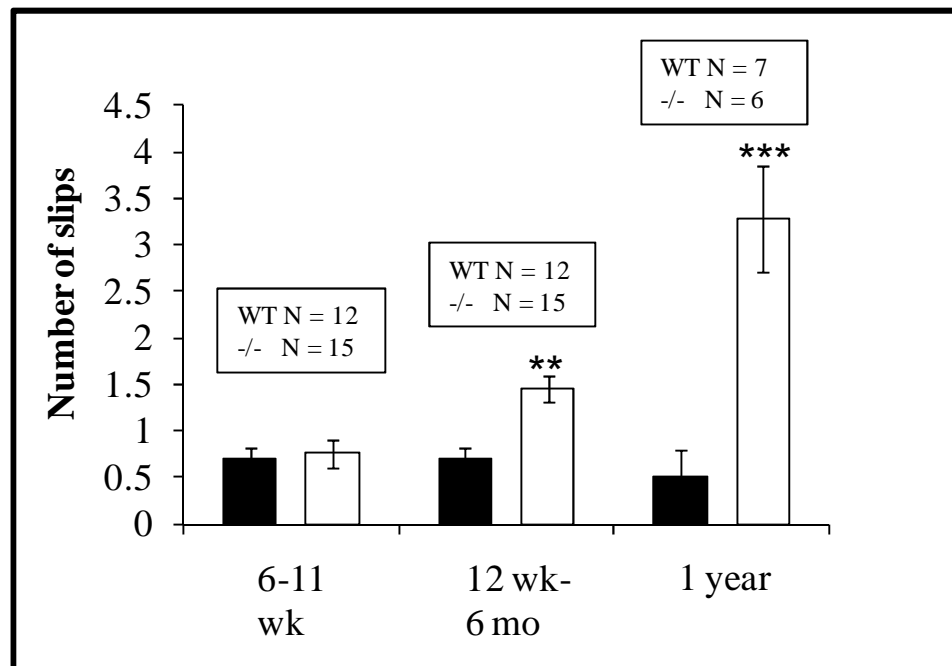 WT N = 7
-/- N = 6
4.5
4
3.5
3
2.5
2
1.5
1
0.5
0
Number of slips
***
WT N = 12
-/- N = 15
**
WT N = 12
-/- N = 15
6-11
wk
12 wk-
6 mo
1 year